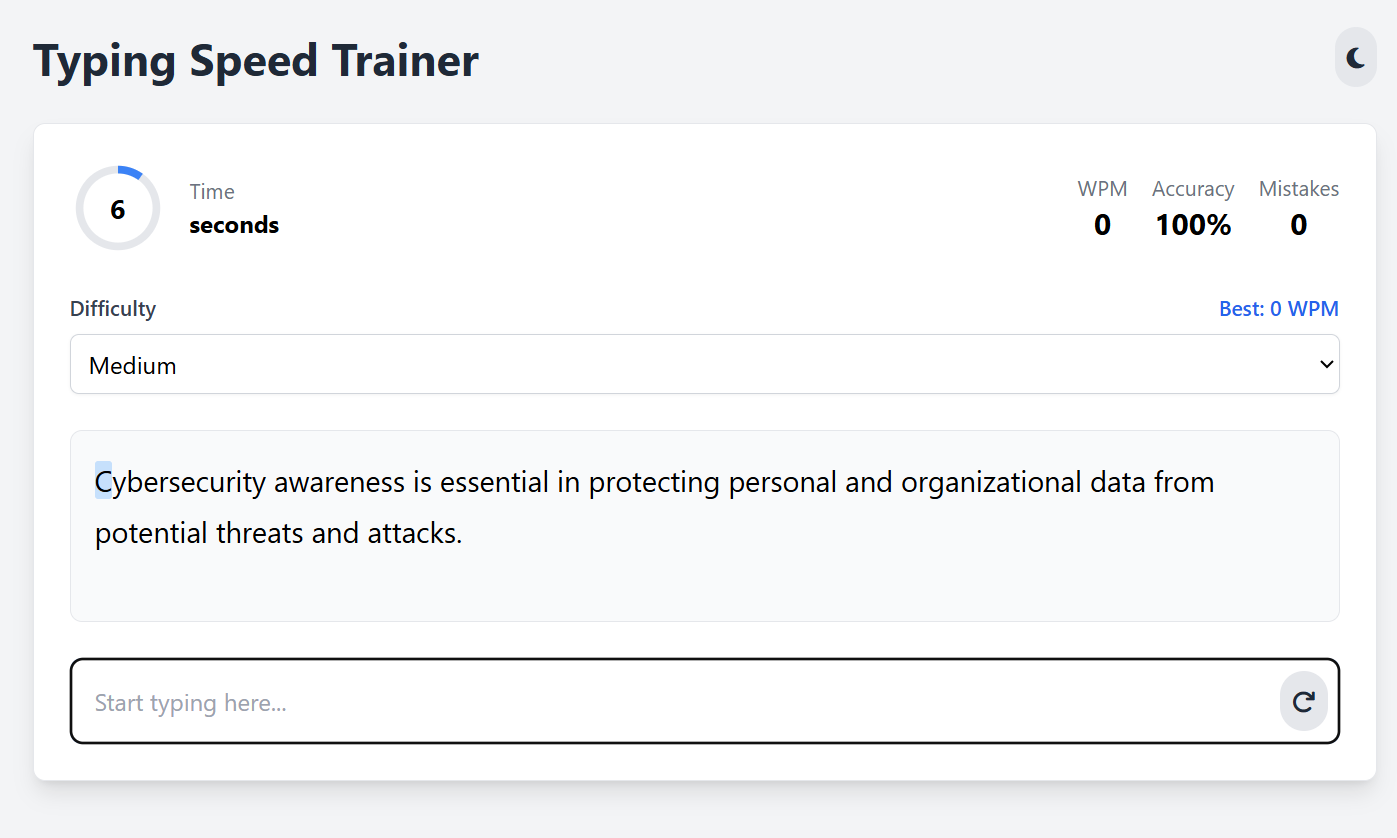 Typing Speed Trainer
6
Time
seconds
WPM
0
Accuracy
100%
Mistakes
0
Difficulty
Best: 0 WPM
Medium
Cybersecurity awareness is essential in protecting personal and organizational data from
potential threats and attacks.
Start typing here...